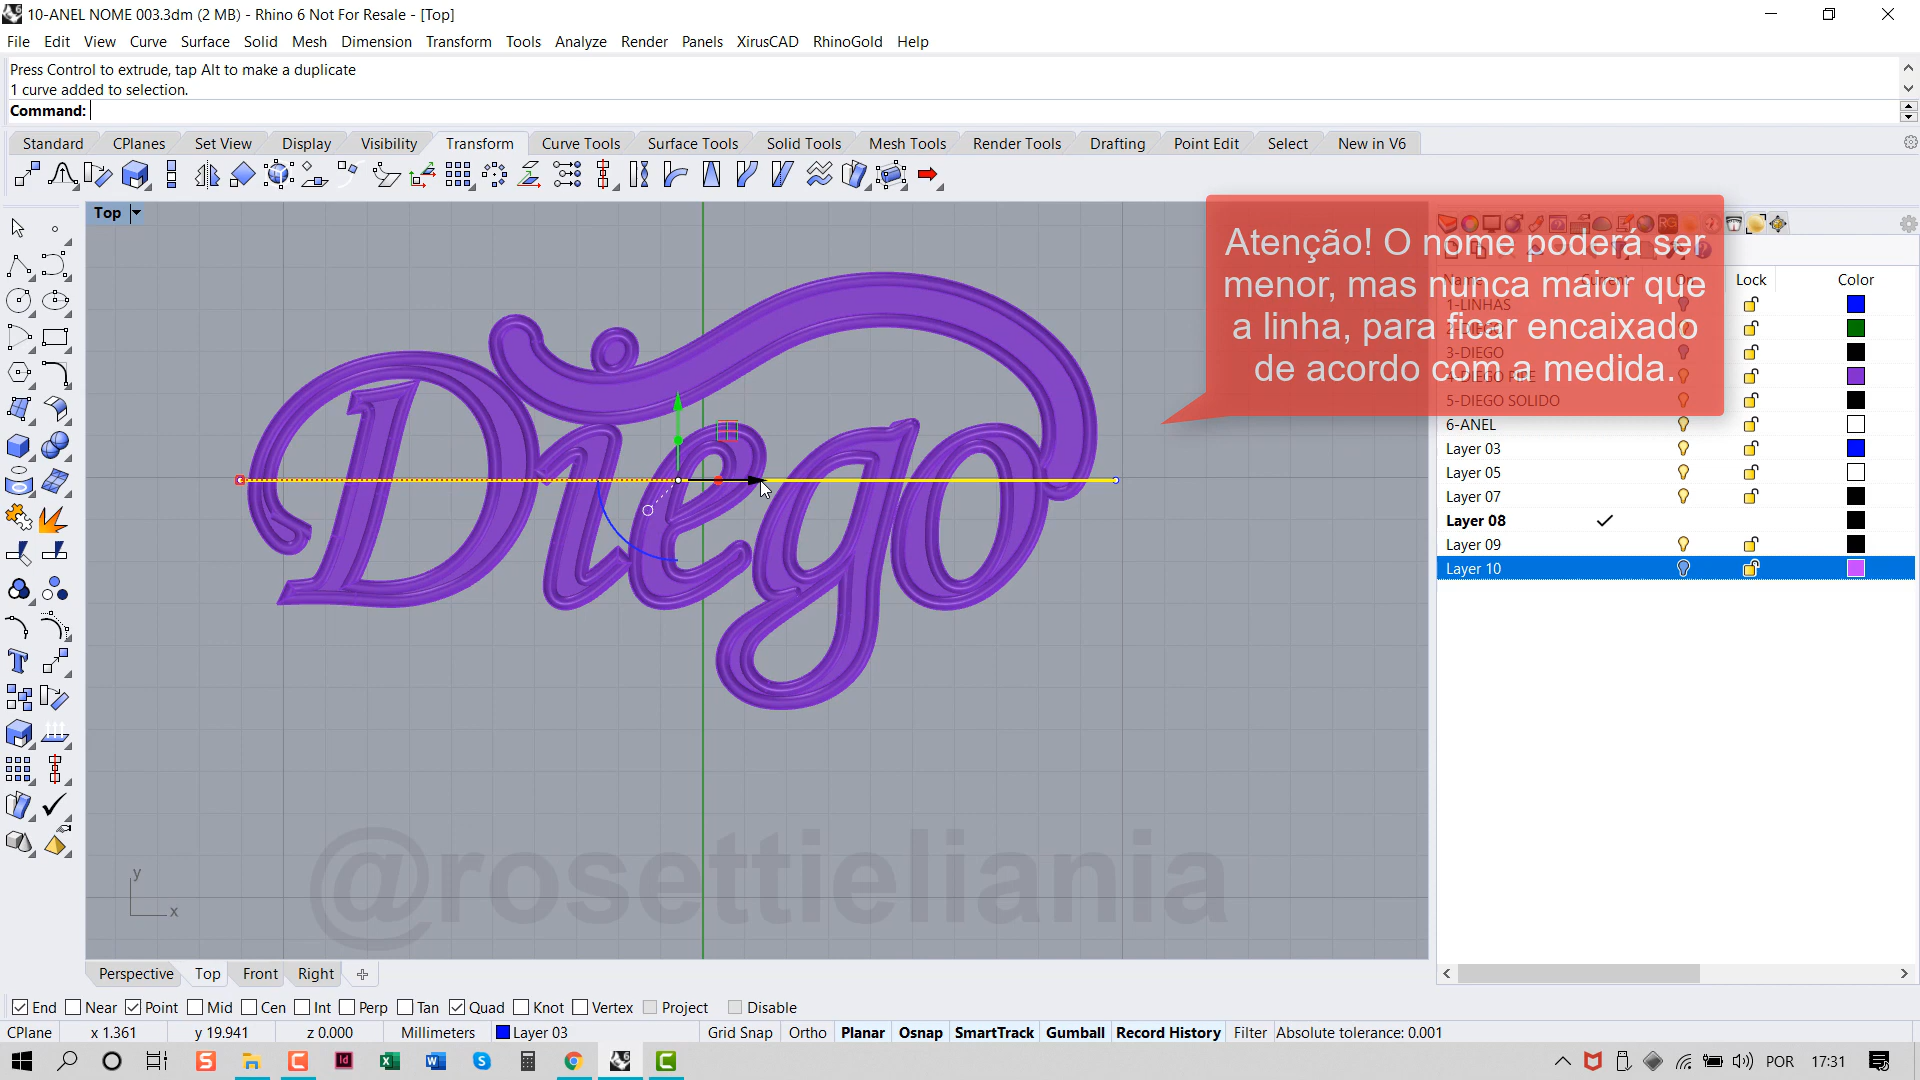 10-ANEL NOME 003.3dm (2 MB) - Rhino 6 Not For Resale - [Top]
File Edit View Curve Surface Solid Mesh Dimension Transform Tools Analyze Render Panels XirusCAD RhinoGold Help
Press Control to extrude, tap Alt to make a duplicate
1 curve added to selection.
Command:
Standard CPlanes Set View Display Visibility Transform Curve Tools Surface Tools Solid Tools Mesh Tools Render Tools Drafting Point Edit Select New in V6
Top
Atenção! O nome poderá ser
menor, mas nunca maior que
a linha, para ficar encaixado
de acordo com a medida.
Lock Color
1-LINHAS
3-DIEGO
5-DIEGO SOLIDO
6-ANEL
Layer 03
Layer 05
Layer 07
Layer 08
Layer 09
Layer 10
Diego
y
x
@rosettieliania
Perspective Top Front Right
End Near Point Mid Cen Int Perp Tan Quad Knot Vertex Project Disable
CPlane x 1.361 y 19.941 z 0.000 Millimeters Layer 03 Grid Snap Ortho Planar Osnap SmartTrack Gumball Record History Filter Absolute tolerance: 0.001
POR 17:31